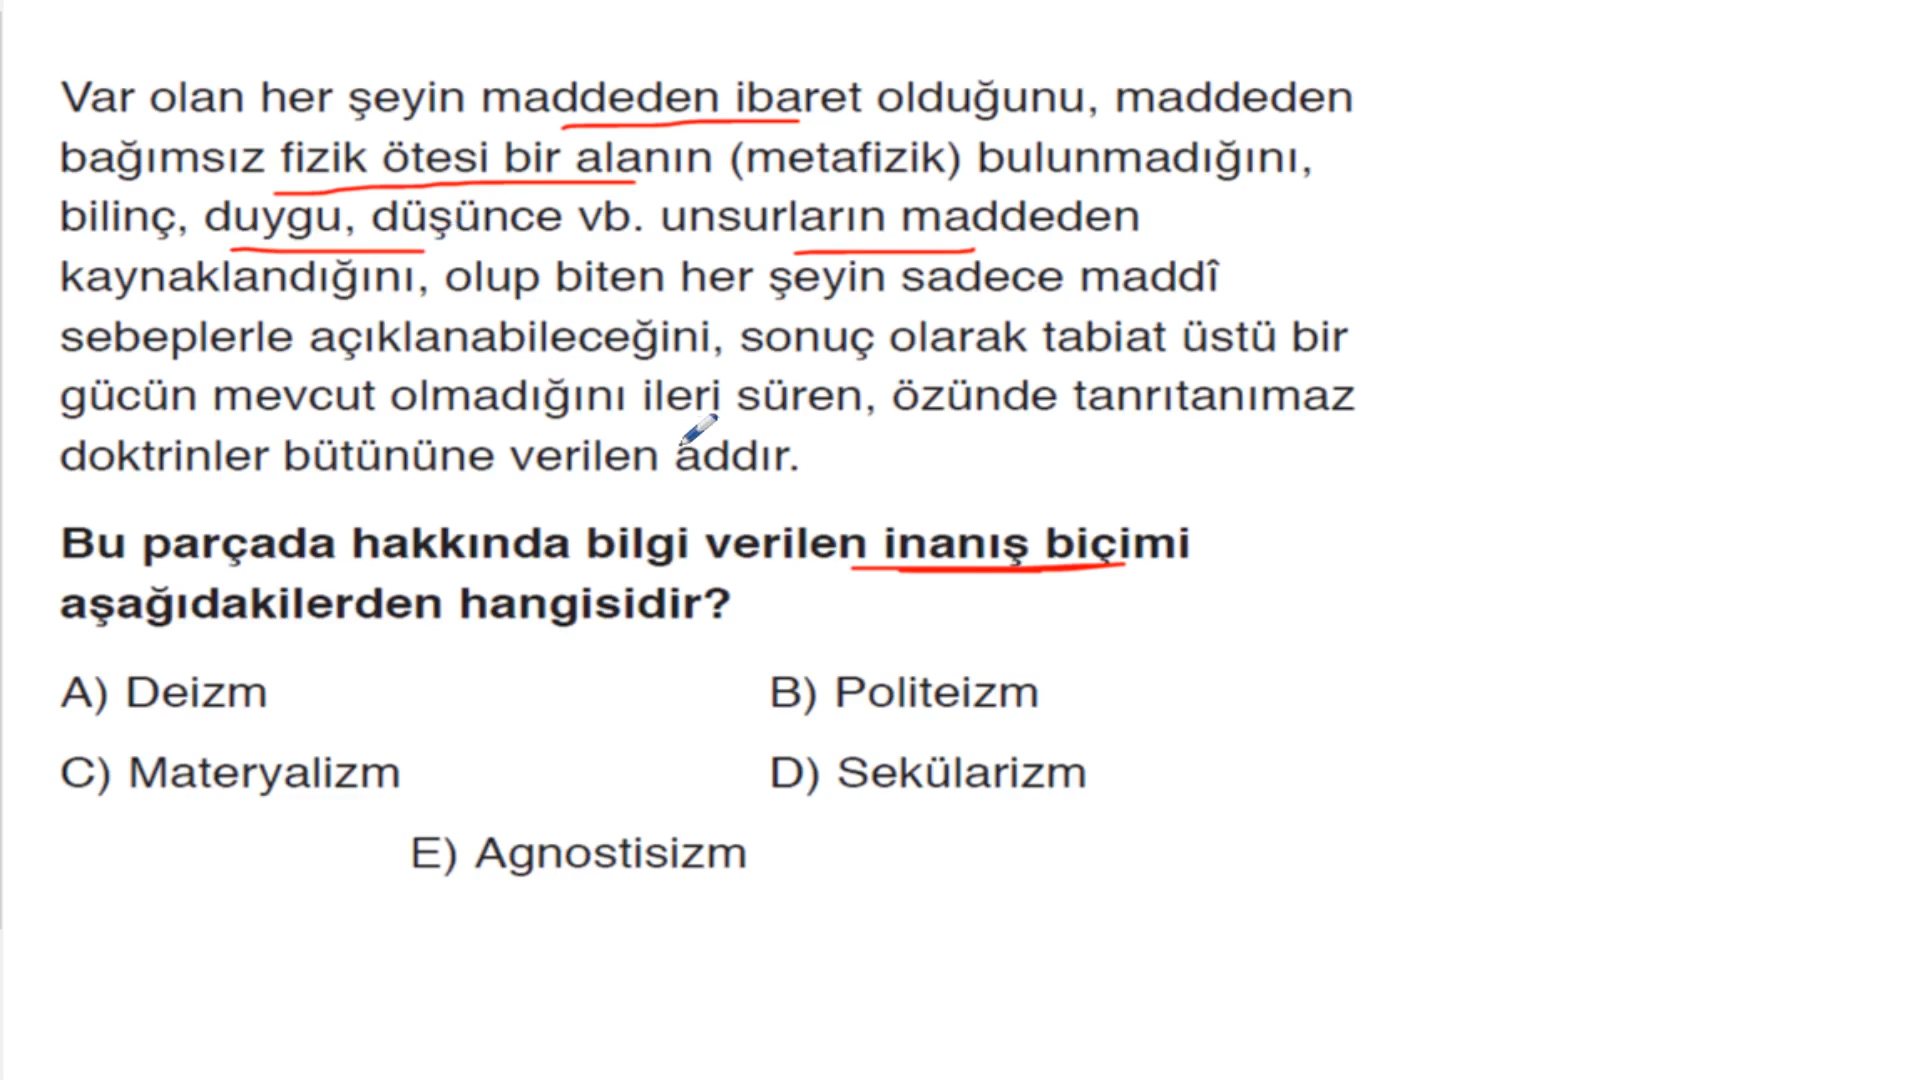 Var olan her şeyin maddeden ibaret olduğunu, maddeden
bağımsız fizik ötesi bir alanın (metafizik) bulunmadığını,
bilinç, duygu, düşünce vb. unsurların maddeden
kaynaklandığını, olup biten her şeyin sadece maddî
sebeplerle açıklanabileceğini, sonuç olarak tabiat üstü bir
gücün mevcut olmadığını ileri süren, özünde tanrıtanımaz
doktrinler bütününe verilen addır.
Bu parçada hakkında bilgi verilen inanış biçimi
aşağıdakilerden hangisidir?
A) Deizm
B) Politeizm
C) Materyalizm
D) Sekülarizm
E) Agnostisizm